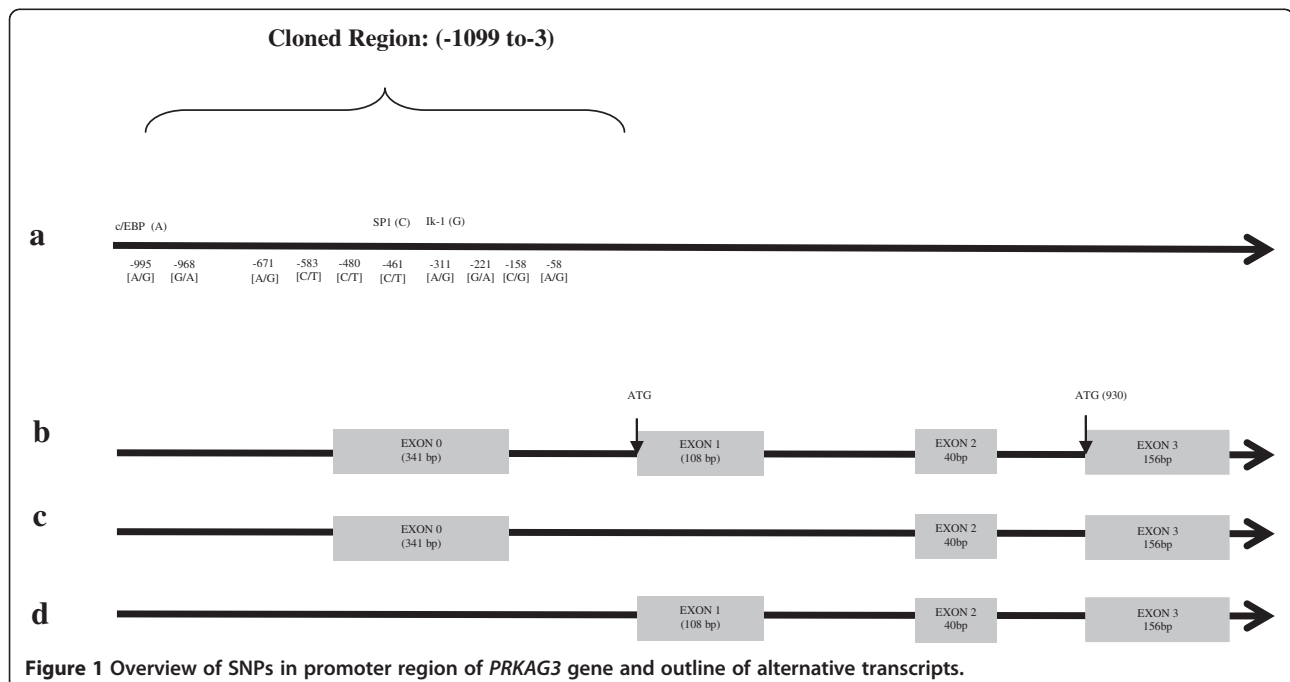 Cloned Region: (-1099 to-3)
c/EBP (A) SP1 (C) Ik-1 (G)
a
-995 -968 -671 -583 -480 -461 -311 -221 -158 -58
[A/G] [G/A] [A/G] [C/T] [C/T] [C/T] [A/G] [G/A] [C/G] [A/G]
ATG ATG (930)
b
EXON 0 EXON 1 EXON 2 EXON 3
(341 bp) (108 bp) 40bp 156bp
c
EXON 0 EXON 2 EXON 3
(341 bp) 40bp 156bp
d
EXON 1 EXON 2 EXON 3
(108 bp) 40bp 156bp
Figure 1 Overview of SNPs in promoter region of PRKAG3 gene and outline of alternative transcripts.